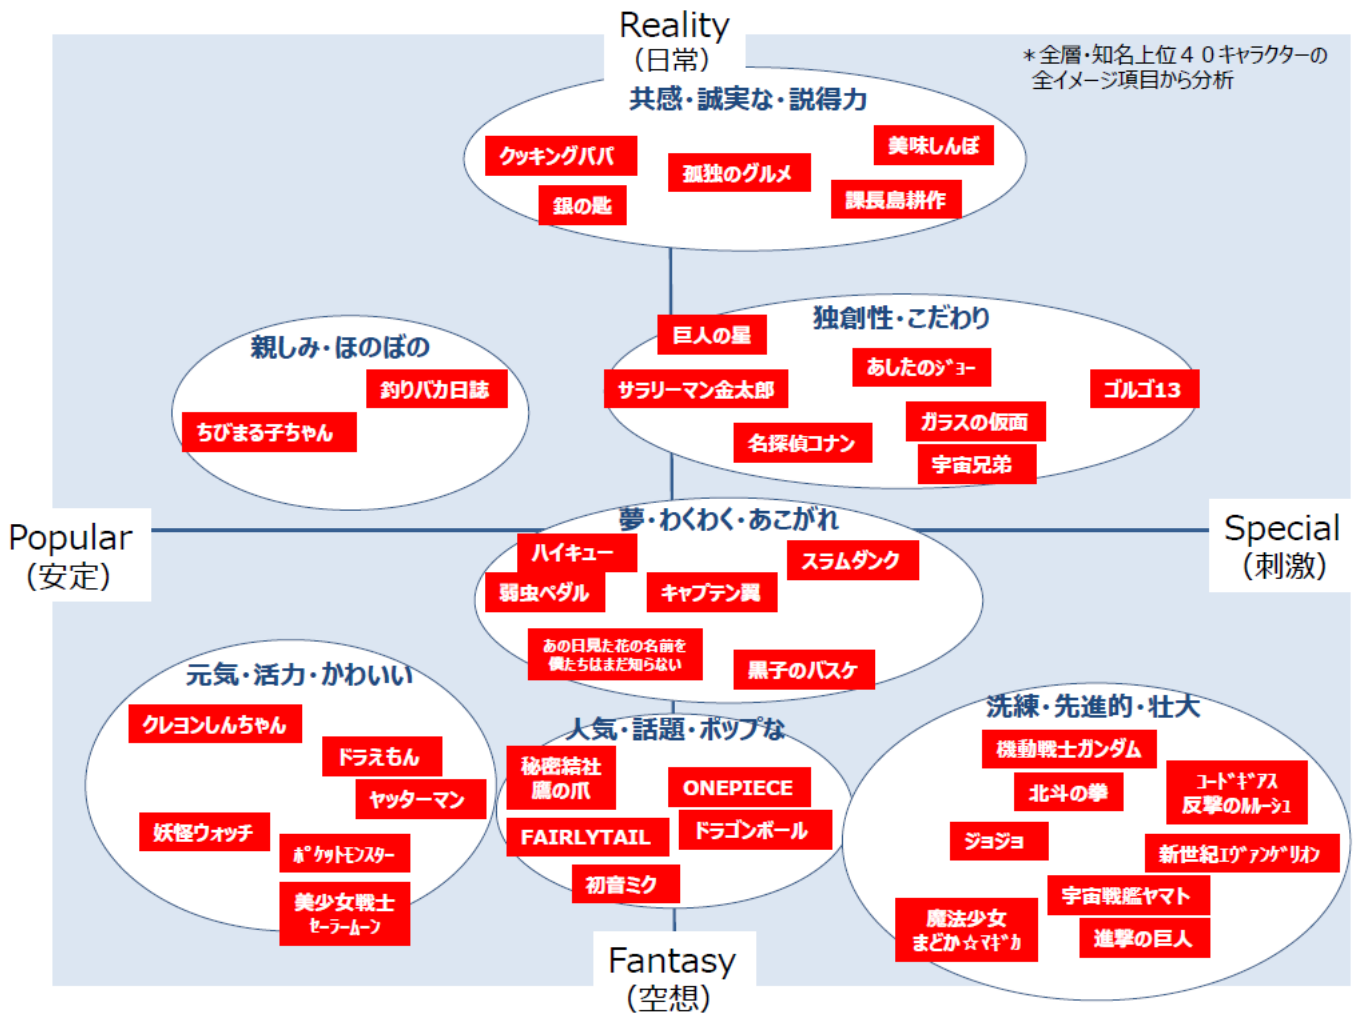 Reality
（日常）
＊全層・知名上位４０キャラクターの
全イメージ項目から分析
共感・誠実な・説得力
クッキングパパ
孤独のグルメ
美味しんぼ
銀の匙
課長島耕作
親しみ・ほのぼの
釣りバカ日誌
ちびまる子ちゃん
独創性・こだわり
巨人の星
あしたのｼﾞｮｰ
サラリーマン金太郎
ゴルゴ13
ガラスの仮面
名探偵コナン
宇宙兄弟
Popular
（安定）
Special
（刺激）
夢・わくわく・あこがれ
ハイキュー
スラムダンク
弱虫ペダル
キャプテン翼
あの日見た花の名前を
僕たちはまだ知らない
黒子のバスケ
元気・活力・かわいい
クレヨンしんちゃん
ドラえもん
ヤッターマン
妖怪ウォッチ
ﾎﾟｹｯﾄﾓﾝｽﾀｰ
美少女戦士
ｾｰﾗｰﾑｰﾝ
人気・話題・ポップな
秘密結社
鷹の爪
ONEPIECE
FAIRLYTAIL
ドラゴンボール
初音ミク
洗練・先進的・壮大
機動戦士ガンダム
北斗の拳
ｺｰﾄﾞｷﾞｱｽ
反撃のﾙﾙｰｼｭ
ジョジョ
新世紀ｴｳﾞｧﾝｹﾞﾘｵﾝ
宇宙戦艦ヤマト
魔法少女
まどか☆ﾏｷﾞｶ
進撃の巨人
Fantasy
（空想）